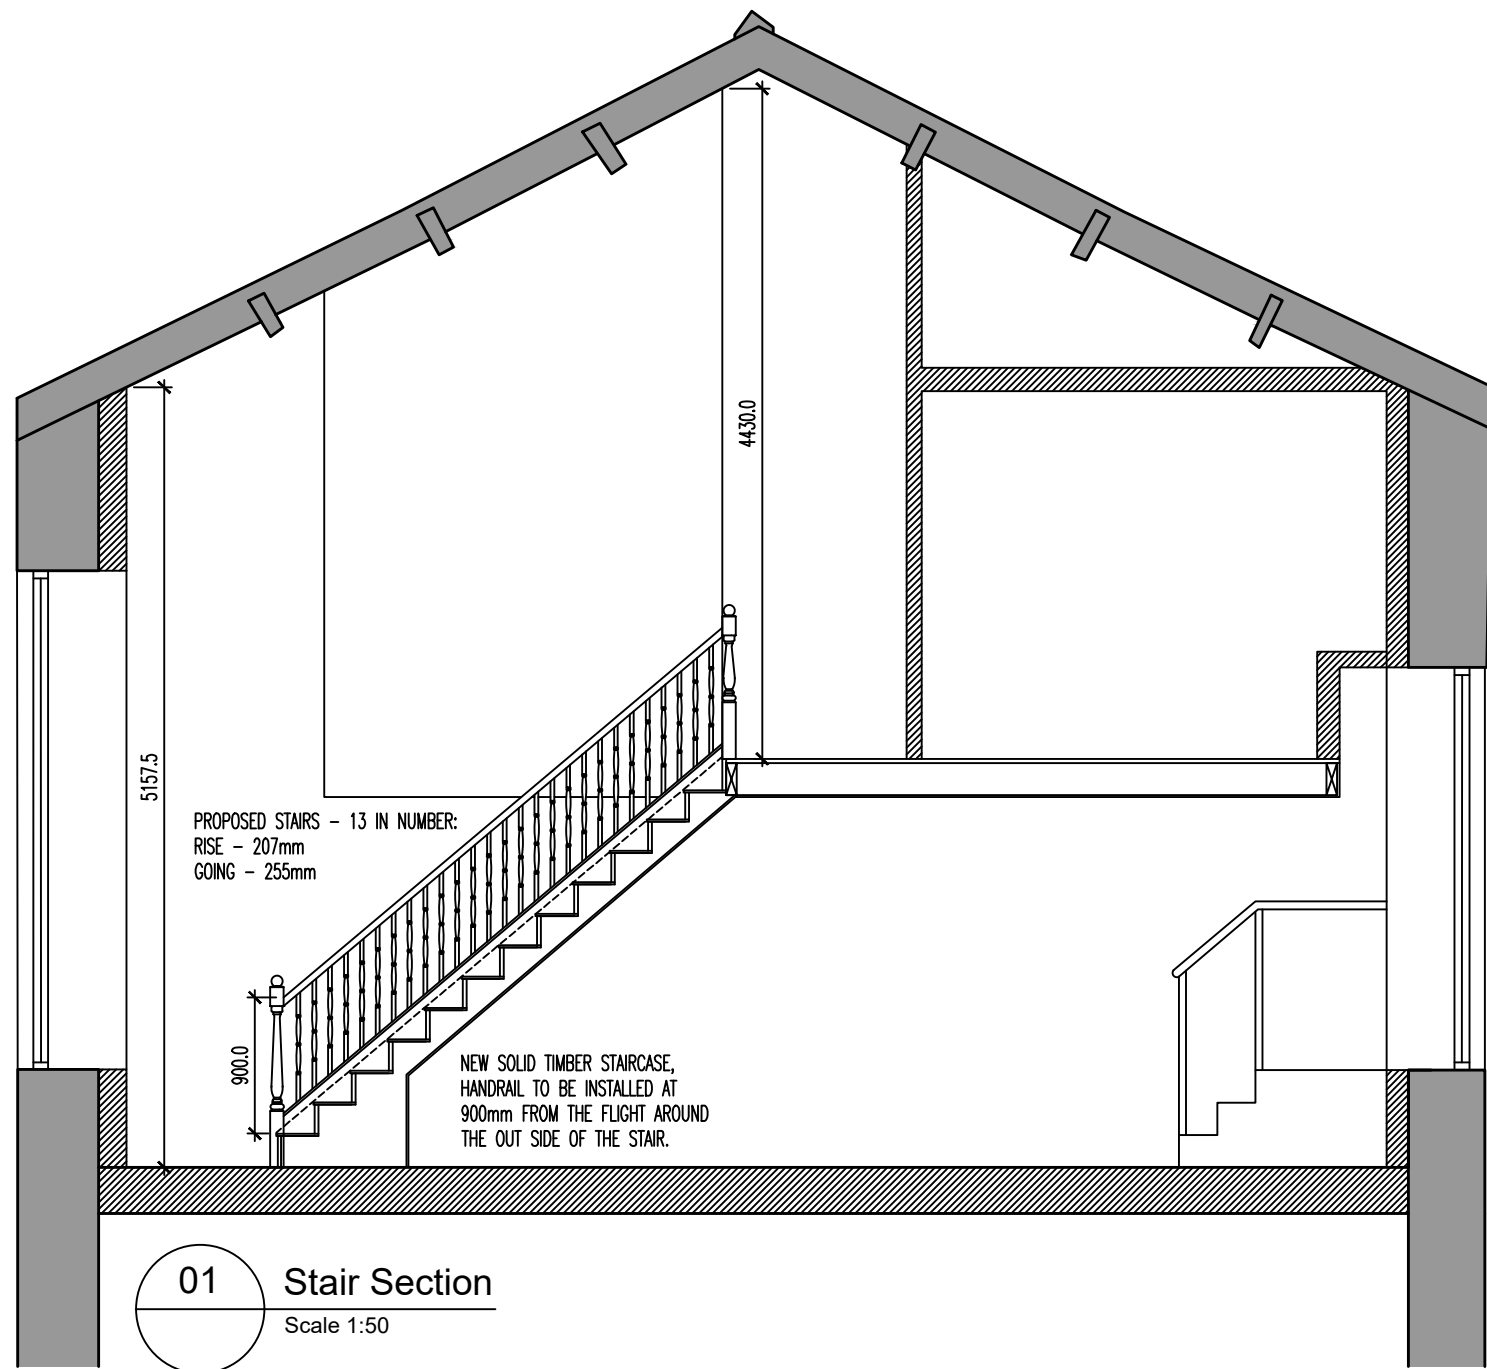 4430.0
5157.5
PROPOSED STAIRS - 13 IN NUMBER:
RISE - 207mm
GOING - 255mm
900.0
NEW SOLID TIMBER STAIRCASE,
HANDRAIL TO BE INSTALLED AT
900mm FROM THE FLIGHT AROUND
THE OUT SIDE OF THE STAIR.
01
Stair Section
Scale 1:50